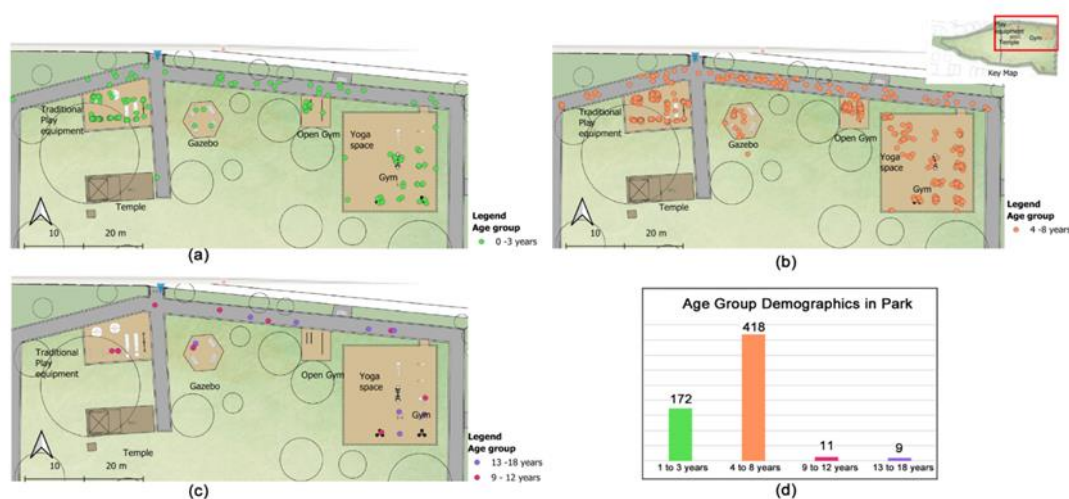 Traditional
Play
equipment
Gazebo
Open Gym
Yoga
space
Gym
Temple
10
20 m
Legend
Age group
0 -3 years
(a)
Play
equipment
Temple
Gym
Key Map
Traditional
Play
equipment
Gazebo
Open Gym
Yoga
space
Gym
Temple
10
20 m
Legend
Age group
4 -8 years
(b)
Traditional
Play
equipment
Gazebo
Open Gym
Yoga
space
Gym
Temple
10
20 m
Legend
Age group
13 -18 years
9 - 12 years
(c)
Age Group Demographics in Park
418
172
11
9
1 to 3 years
4 to 8 years
9 to 12 years
13 to 18 years
(d)